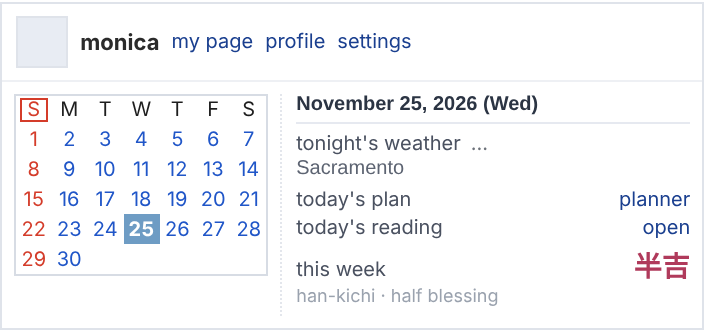 monica my page profile settings
S M T W T F S
1 2 3 4 5 6 7
8 9 10 11 12 13 14
15 16 17 18 19 20 21
22 23 24 25 26 27 28
29 30
November 25, 2026 (Wed)
tonight's weather ...
Sacramento
today's plan planner
today's reading open
this week 半吉
han-kichi · half blessing